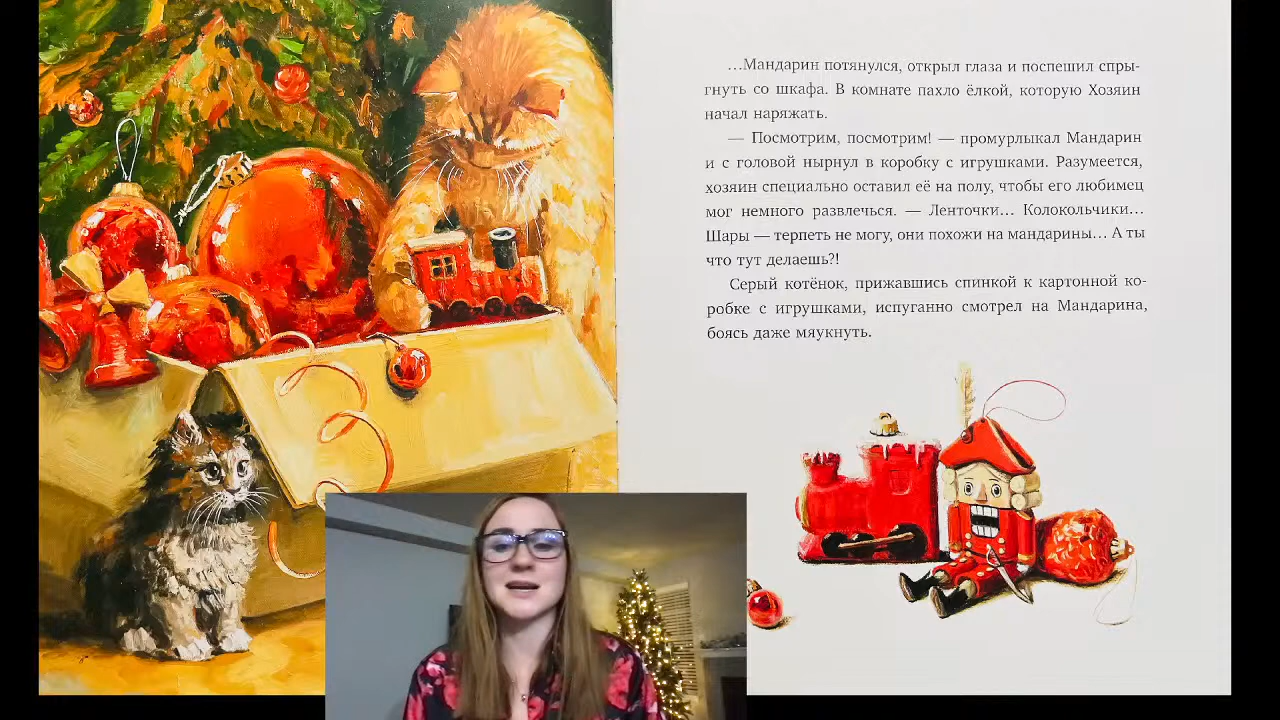 …Мандарин потянулся, открыл глаза и поспешил спры-
гнуть со шкафа. В комнате пахло ёлкой, которую Хозяин
начал наряжать.
— Посмотрим, посмотрим! — промурлыкал Мандарин
и с головой нырнул в коробку с игрушками. Разумеется,
хозяин специально оставил её на полу, чтобы его любимец
мог немного развлечься. — Ленточки… Колокольчики…
Шары — терпеть не могу, они похожи на мандарины… А ты
что тут делаешь?!
Серый котёнок, прижавшись спинкой к картонной ко-
робке с игрушками, испуганно смотрел на Мандарина,
боясь даже мяукнуть.